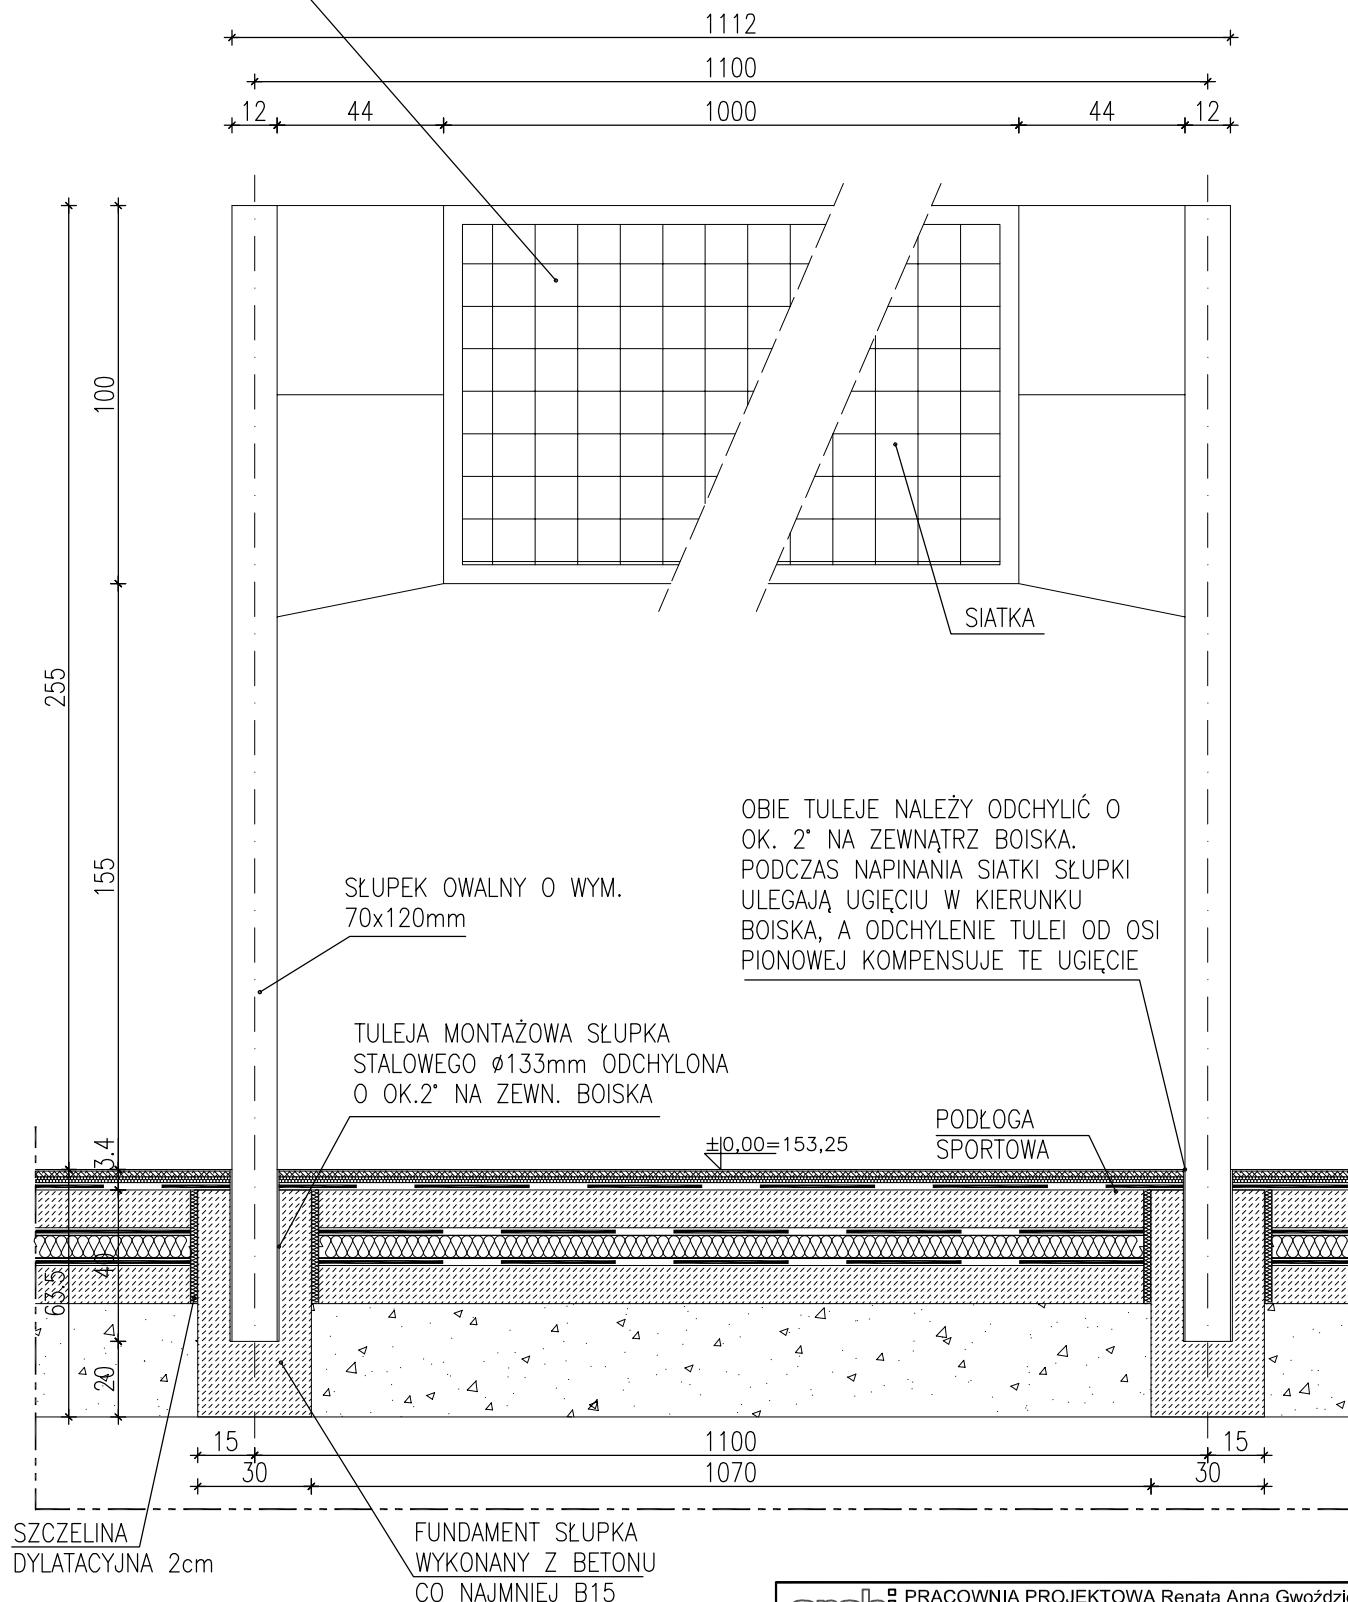 1112
1100
12 44 1000 44 12
100
255
SIATKA
155
OBIE TULEJE NALEŻY ODCHYLIĆ O
OK. 2° NA ZEWNĄTRZ BOISKA.
PODCZAS NAPINANIA SIATKI SŁUPKI
ULEGAJĄ UGIĘCIU W KIERUNKU
BOISKA, A ODCHYLENIE TULEI OD OSI
PIONOWEJ KOMPENSUJE TE UGIĘCIE
SŁUPEK OWALNY O WYM.
70x120mm
TULEJA MONTAŻOWA SŁUPKA
STALOWEGO ø133mm ODCHYLONA
O OK.2° NA ZEWN. BOISKA
PODŁOGA
SPORTOWA
±0,00=153,25
3.4
40
63.5
20
15 1100 15
30 1070 30
SZCZELINA
DYLATACYJNA 2cm
FUNDAMENT SŁUPKA
WYKONANY Z BETONU
CO NAJMNIEJ B15
PRACOWNIA PROJEKTOWA Renata Anna